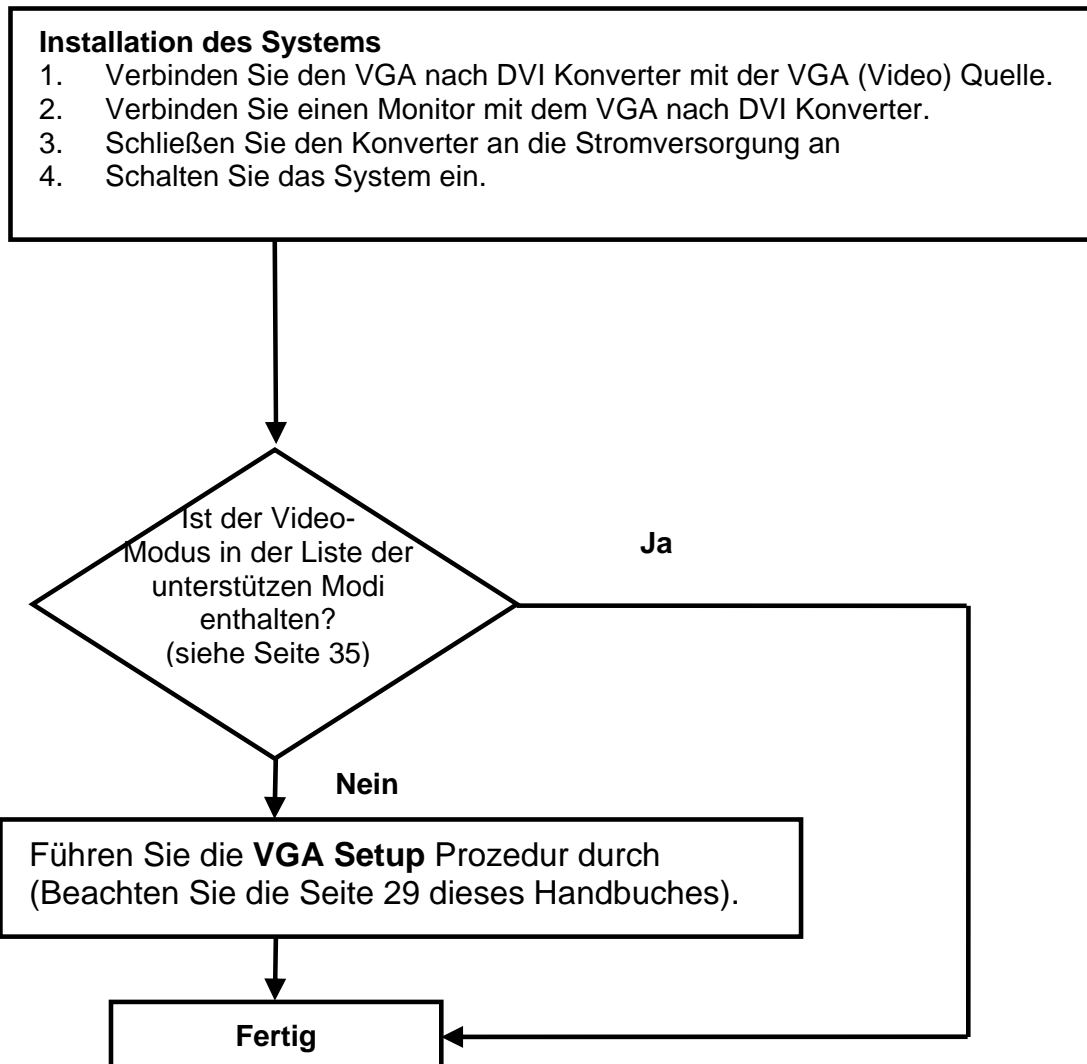 Installation des Systems
1. Verbinden Sie den VGA nach DVI Konverter mit der VGA (Video) Quelle.
2. Verbinden Sie einen Monitor mit dem VGA nach DVI Konverter.
3. Schließen Sie den Konverter an die Stromversorgung an
4. Schalten Sie das System ein.
Ist der Video-
Modus in der Liste der
unterstützen Modi
enthalten?
(siehe Seite 35)
Ja
Nein
Führen Sie die VGA Setup Prozedur durch
(Beachten Sie die Seite 29 dieses Handbuches).
Fertig